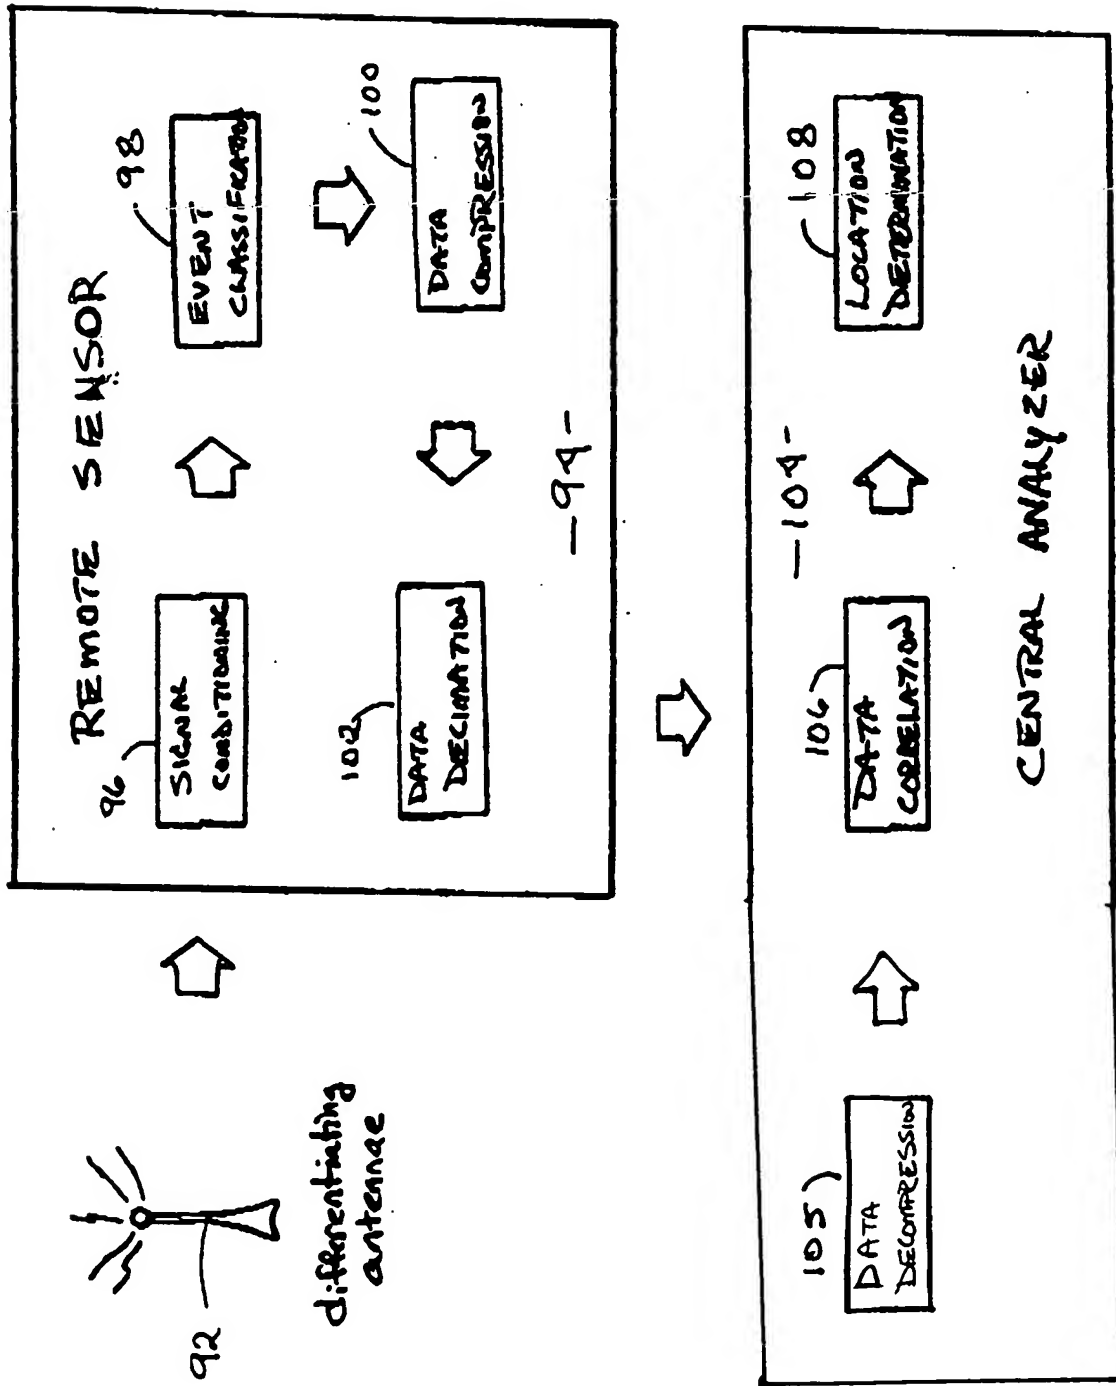 REMOTE SENSOR
96
SIGNAL
CONDITIONING
98
EVENT
CLASSIFICATION
100
DATA
COMPRESSION
102
DATA
DECIMATION
-94-
92
differentiating
antennae
-104-
105
DATA
DECOMPRESSION
106
DATA
CORRELATION
108
LOCATION
DETERMINATION
CENTRAL ANALYZER